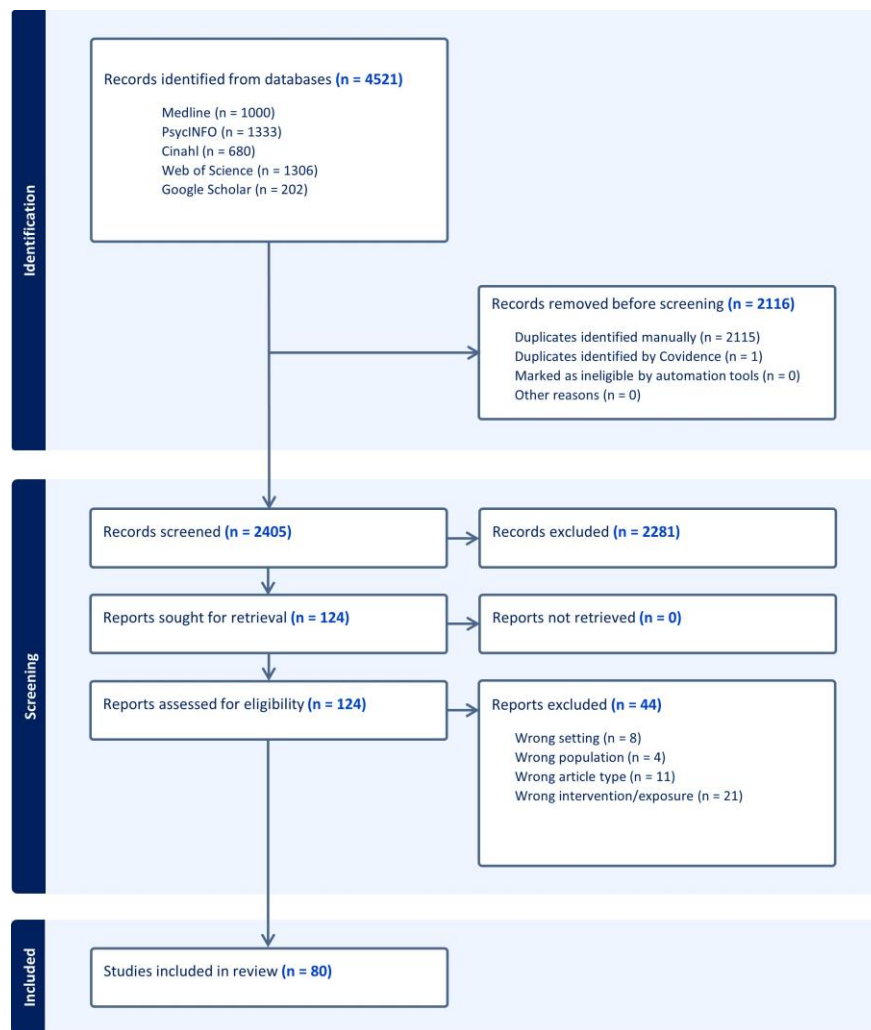 Identification
Records identified from databases (n = 4521)
Medline (n = 1000)
PsycINFO (n = 1333)
Cinahl (n = 680)
Web of Science (n = 1306)
Google Scholar (n = 202)
Records removed before screening (n = 2116)
Duplicates identified manually (n = 2115)
Duplicates identified by Covidence (n = 1)
Marked as ineligible by automation tools (n = 0)
Other reasons (n = 0)
Screening
Records screened (n = 2405)
Records excluded (n = 2281)
Reports sought for retrieval (n = 124)
Reports not retrieved (n = 0)
Reports assessed for eligibility (n = 124)
Reports excluded (n = 44)
Wrong setting (n = 8)
Wrong population (n = 4)
Wrong article type (n = 11)
Wrong intervention/exposure (n = 21)
Included
Studies included in review (n = 80)